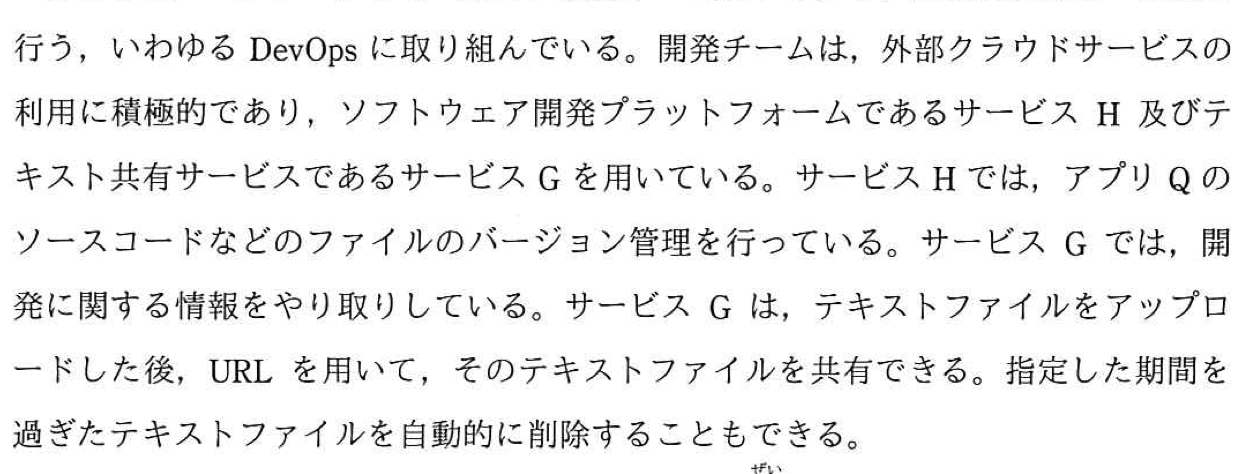 行う，いわゆる DevOps に取り組んでいる。開発チームは，外部クラウドサービスの
利用に積極的であり，ソフトウェア開発プラットフォームであるサービス H 及びテ
キスト共有サービスであるサービス G を用いている。サービス H では，アプリ Q の
ソースコードなどのファイルのバージョン管理を行っている。サービス G では，開
発に関する情報をやり取りしている。サービス G は，テキストファイルをアップロ
ードした後，URL を用いて，そのテキストファイルを共有できる。指定した期間を
過ぎたテキストファイルを自動的に削除することもできる。
ぜい